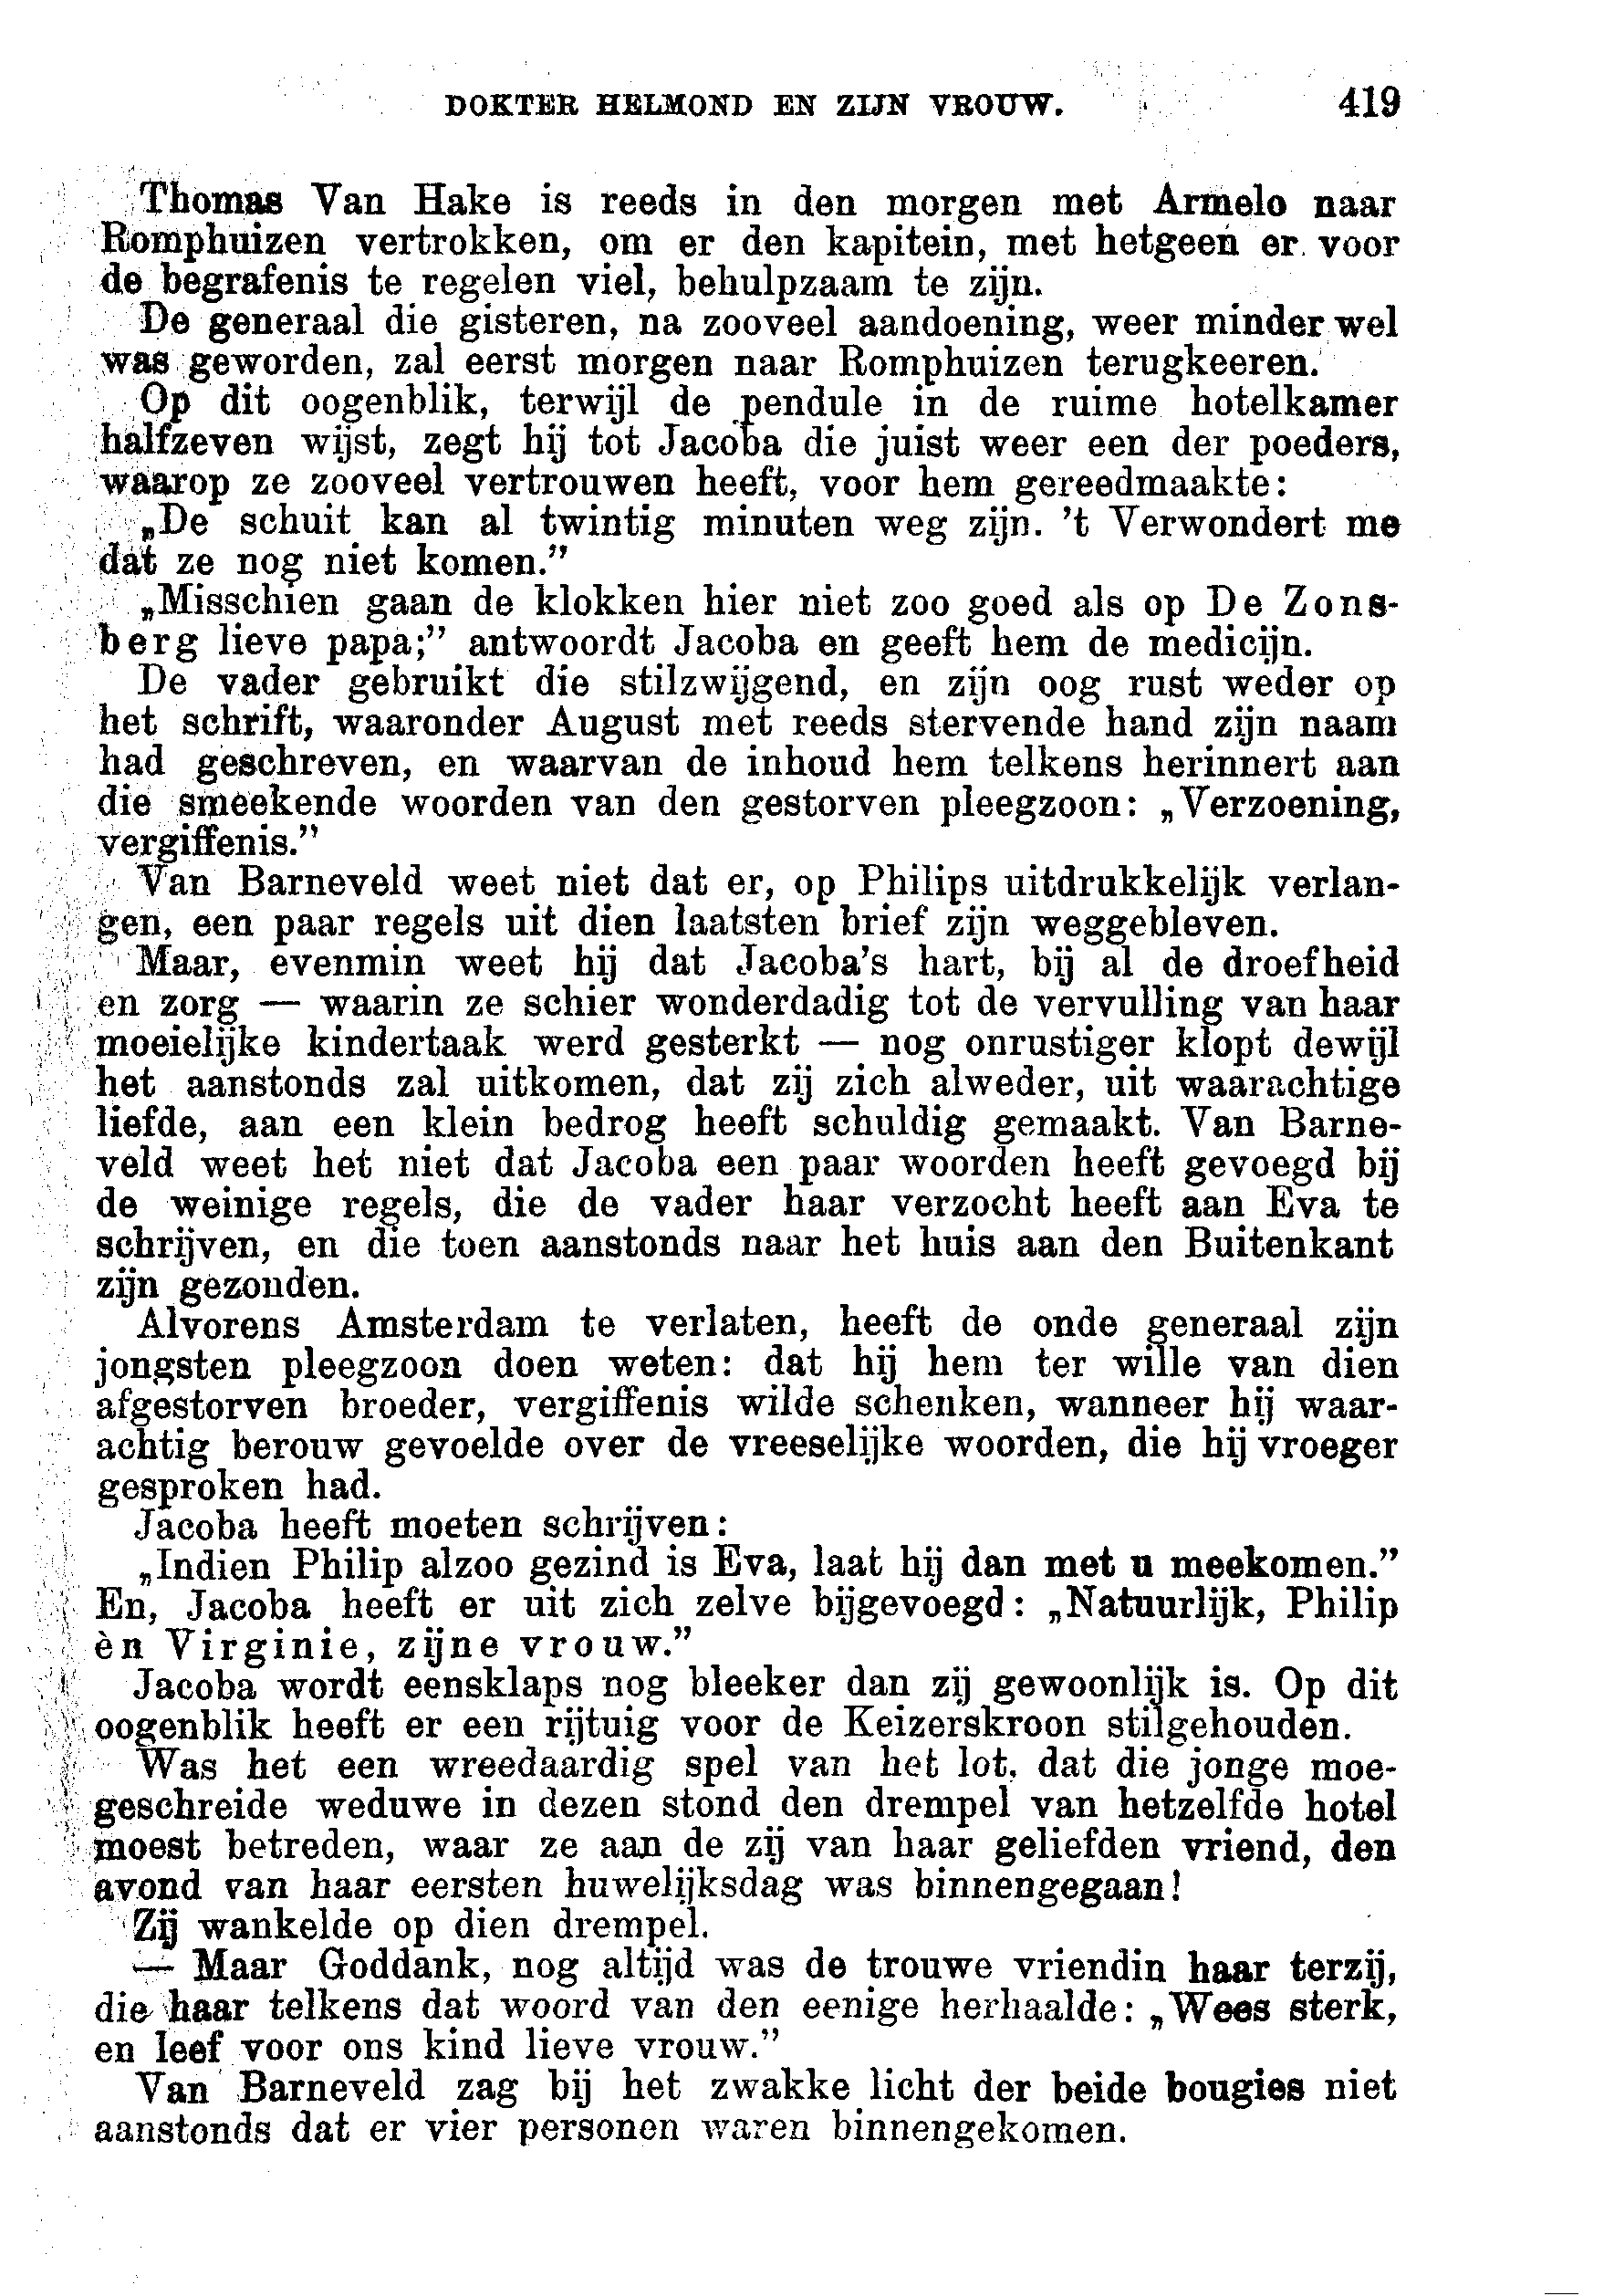 DOKTER HELMOND EN ZIJN VROUW. 419
Thomas Van Hake is reeds in den morgen met Armelo naar
Romphuizen vertrokken, om er den kapitein, met hetgeen er voor
de begrafenis te regelen viel, behulpzaam te zijn.
De generaal die gisteren, na zooveel aandoening, weer minder wel
was geworden, zal eerst morgen naar Romphuizen terugkeeren.
Op dit oogenblik, terwijl de pendule in de ruime hotelkamer
halfzeven wijst, zegt hij tot Jacoba die juist weer een der poeders,
waarop ze zooveel vertrouwen heeft, voor hem gereedmaakte:
„De schuit kan al twintig minuten weg zijn. 't Verwondert me
dat ze nog niet komen.”
„Misschien gaan de klokken hier niet zoo goed als op De Zons-
berg lieve papa;” antwoordt Jacoba en geeft hem de medicijn.
De vader gebruikt die stilzwijgend, en zijn oog rust weder op
het schrift, waaronder August met reeds stervende hand zijn naam
had geschreven, en waarvan de inhoud hem telkens herinnert aan
die smeekende woorden van den gestorven pleegzoon: „Verzoening,
vergiffenis.”
Van Barneveld weet niet dat er, op Philips uitdrukkelijk verlan-
gen, een paar regels uit dien laatsten brief zijn weggebleven.
Maar, evenmin weet hij dat Jacoba's hart, bij al de droefheid
en zorg — waarin ze schier wonderdadig tot de vervulling van haar
moeielijke kindertaak werd gesterkt — nog onrustiger klopt dewijl
het aanstonds zal uitkomen, dat zij zich alweder, uit waarachtige
liefde, aan een klein bedrog heeft schuldig gemaakt. Van Barne-
veld weet het niet dat Jacoba een paar woorden heeft gevoegd bij
de weinige regels, die de vader haar verzocht heeft aan Eva te
schrijven, en die toen aanstonds naar het huis aan den Buitenkant
zijn gezonden.
Alvorens Amsterdam te verlaten, heeft de onde generaal zijn
jongsten pleegzoon doen weten: dat hij hem ter wille van dien
afgestorven broeder, vergiffenis wilde schenken, wanneer hij waar-
achtig berouw gevoelde over de vreeselijke woorden, die hij vroeger
gesproken had.
Jacoba heeft moeten schrijven:
„Indien Philip alzoo gezind is Eva, laat hij dan met u meekomen.”
En, Jacoba heeft er uit zich zelve bijgevoegd: „Natuurlijk, Philip
èn Virginie, zijne vrouw.”
Jacoba wordt eensklaps nog bleeker dan zij gewoonlijk is. Op dit
oogenblik heeft er een rijtuig voor de Keizerskroon stilgehouden.
Was het een wreedaardig spel van het lot, dat die jonge moe-
geschreide weduwe in dezen stond den drempel van hetzelfde hotel
moest betreden, waar ze aan de zij van haar geliefden vriend, den
avond van haar eersten huwelijksdag was binnengegaan!
Zij wankelde op dien drempel.
— Maar Goddank, nog altijd was de trouwe vriendin haar terzij,
die haar telkens dat woord van den eenige herhaalde: „Wees sterk,
en leef voor ons kind lieve vrouw.”
Van Barneveld zag bij het zwakke licht der beide bougies niet
aanstonds dat er vier personen waren binnengekomen.